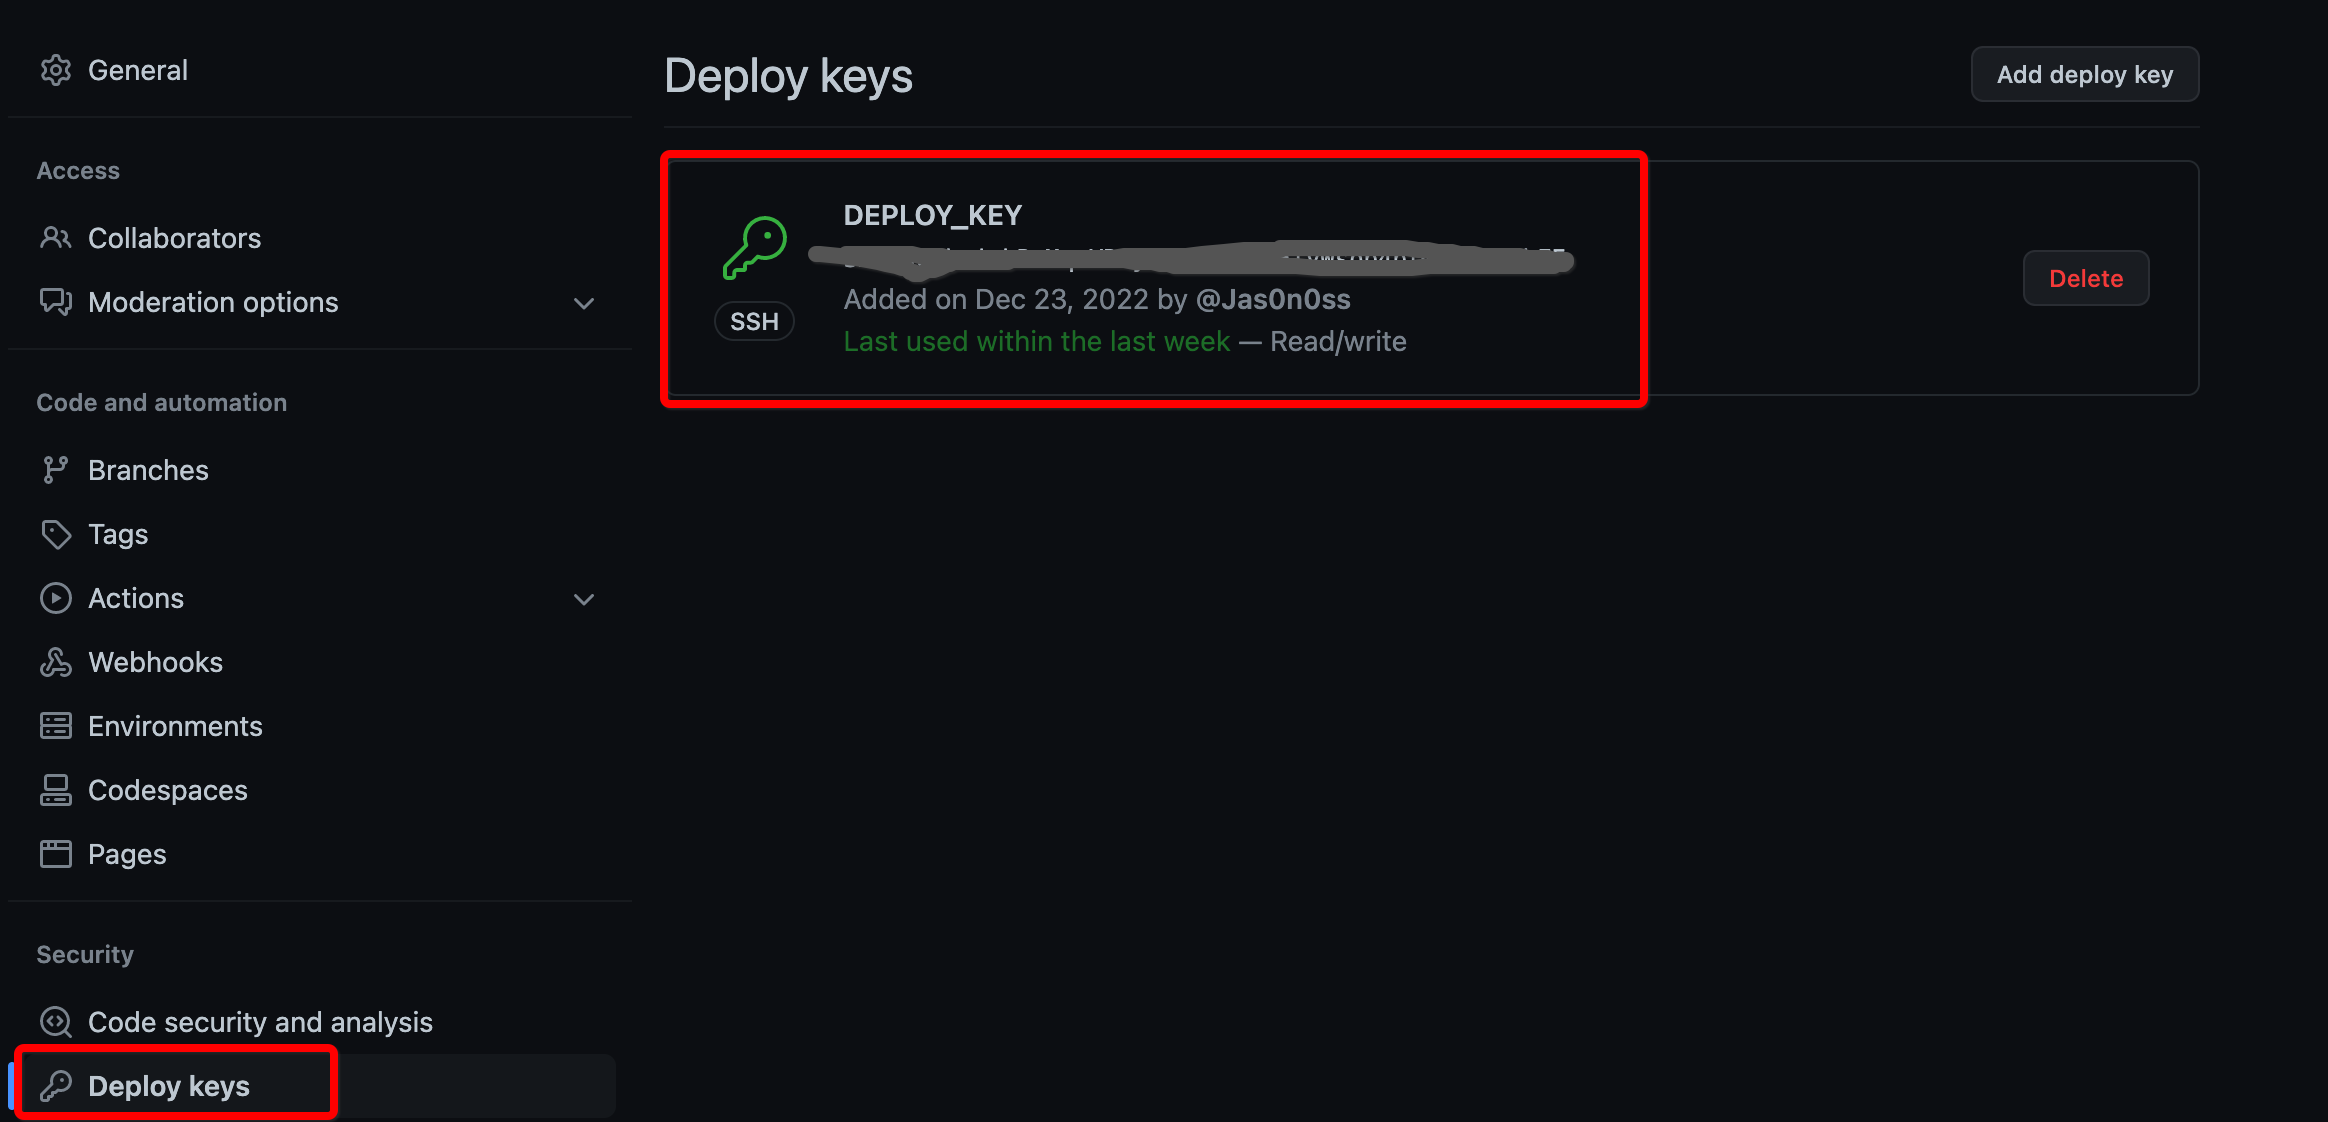 General
Access
Collaborators
Moderation options
Code and automation
Branches
Tags
Actions
Webhooks
Environments
Codespaces
Pages
Security
Code security and analysis
Deploy keys
Deploy keys
Add deploy key
DEPLOY_KEY
SSH
Added on Dec 23, 2022 by @Jas0n0ss
Last used within the last week — Read/write
Delete